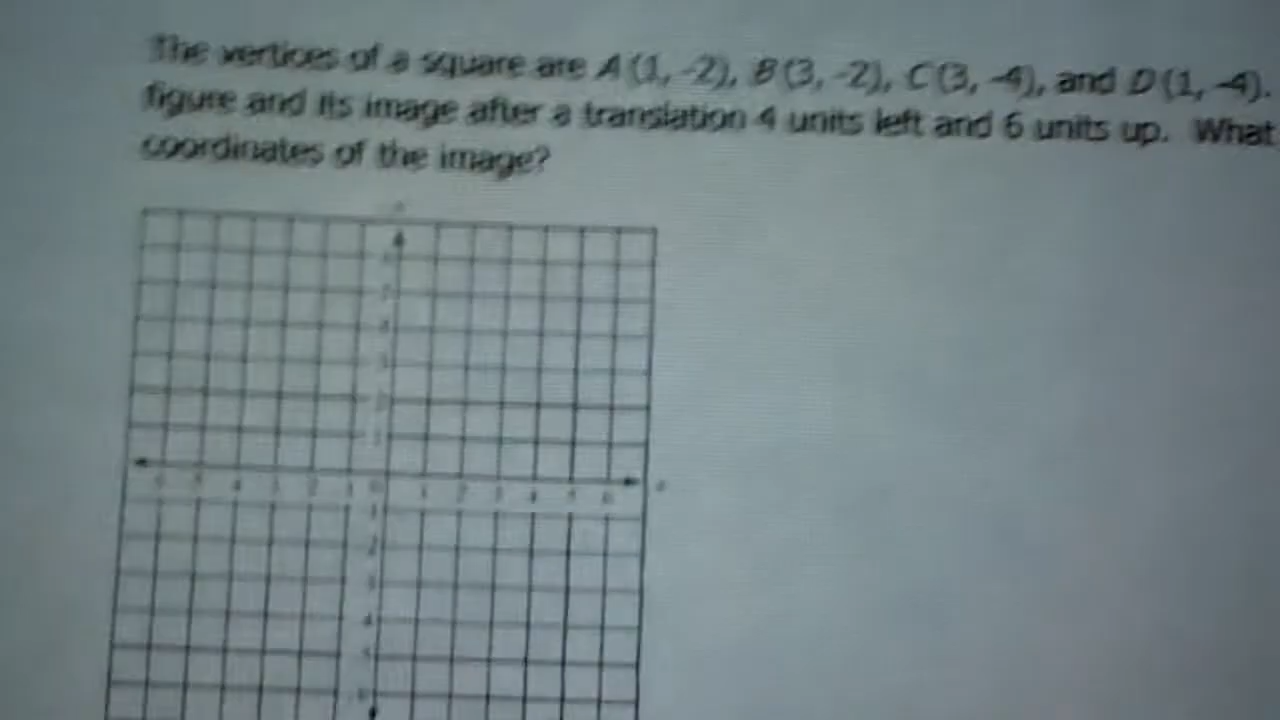 The vertices of a square are A(1, -2), B(3, -2), C(3, -4), and D(1, -4).
figure and its image after a translation 4 units left and 6 units up. What
coordinates of the image?